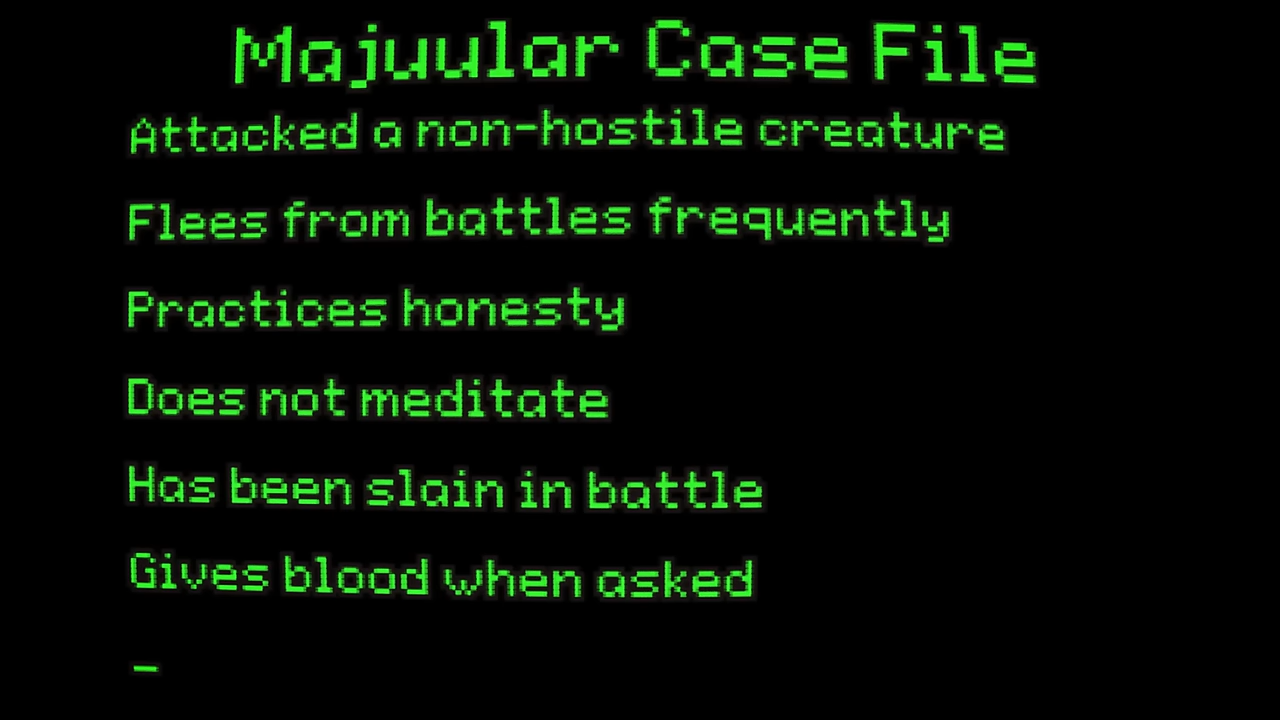 Majuular Case File
Attacked a non-hostile creature
Flees from battles frequently
Practices honesty
Does not meditate
Has been slain in battle
Gives blood when asked
_